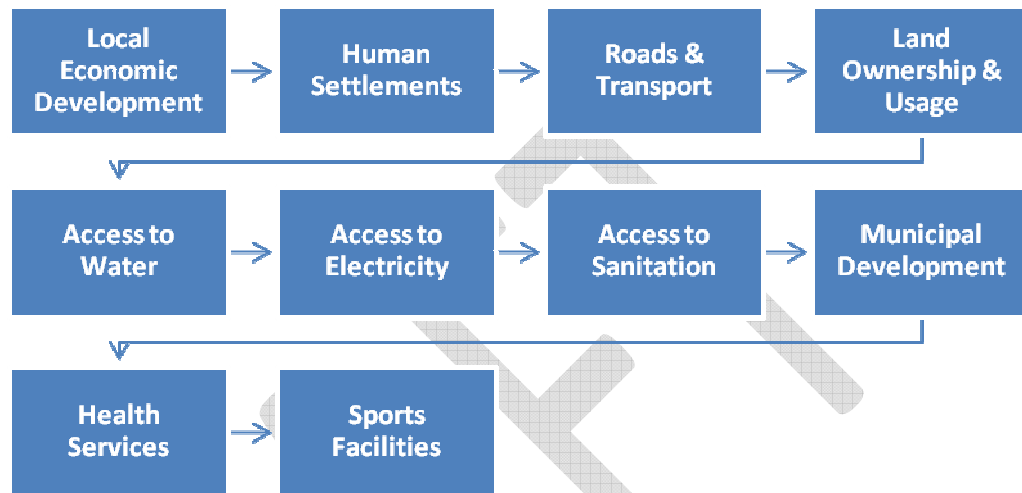 Local
Economic
Development
Human
Settlements
Roads &
Transport
Land
Ownership &
Usage
Access to
Water
Access to
Electricity
Access to
Sanitation
Municipal
Development
Health
Services
Sports
Facilities